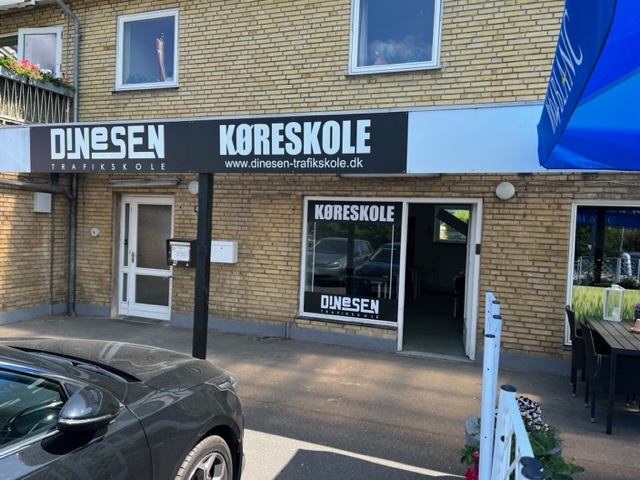 DINESEN
TRAFIKSKOLE
KØRESKOLE
www.dinesen-trafikskole.dk
KØRESKOLE
DINESEN
TRAFIKSKOLE